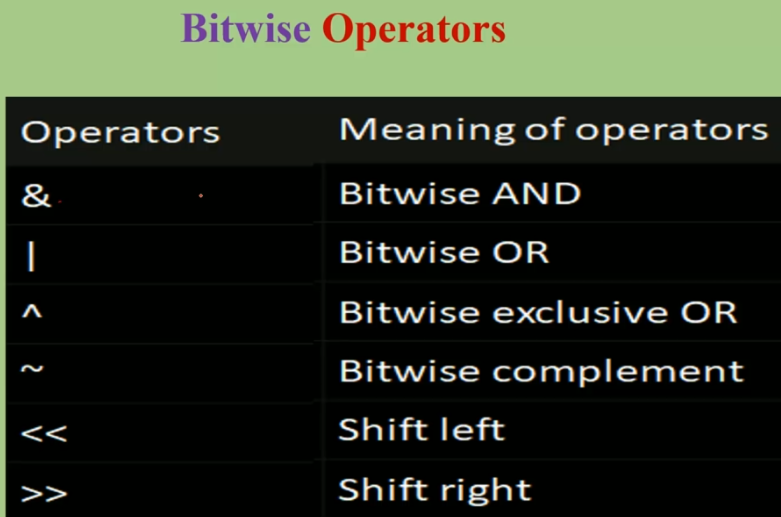 Bitwise Operators
Operators Meaning of operators
& Bitwise AND
| Bitwise OR
^ Bitwise exclusive OR
~ Bitwise complement
<< Shift left
>> Shift right